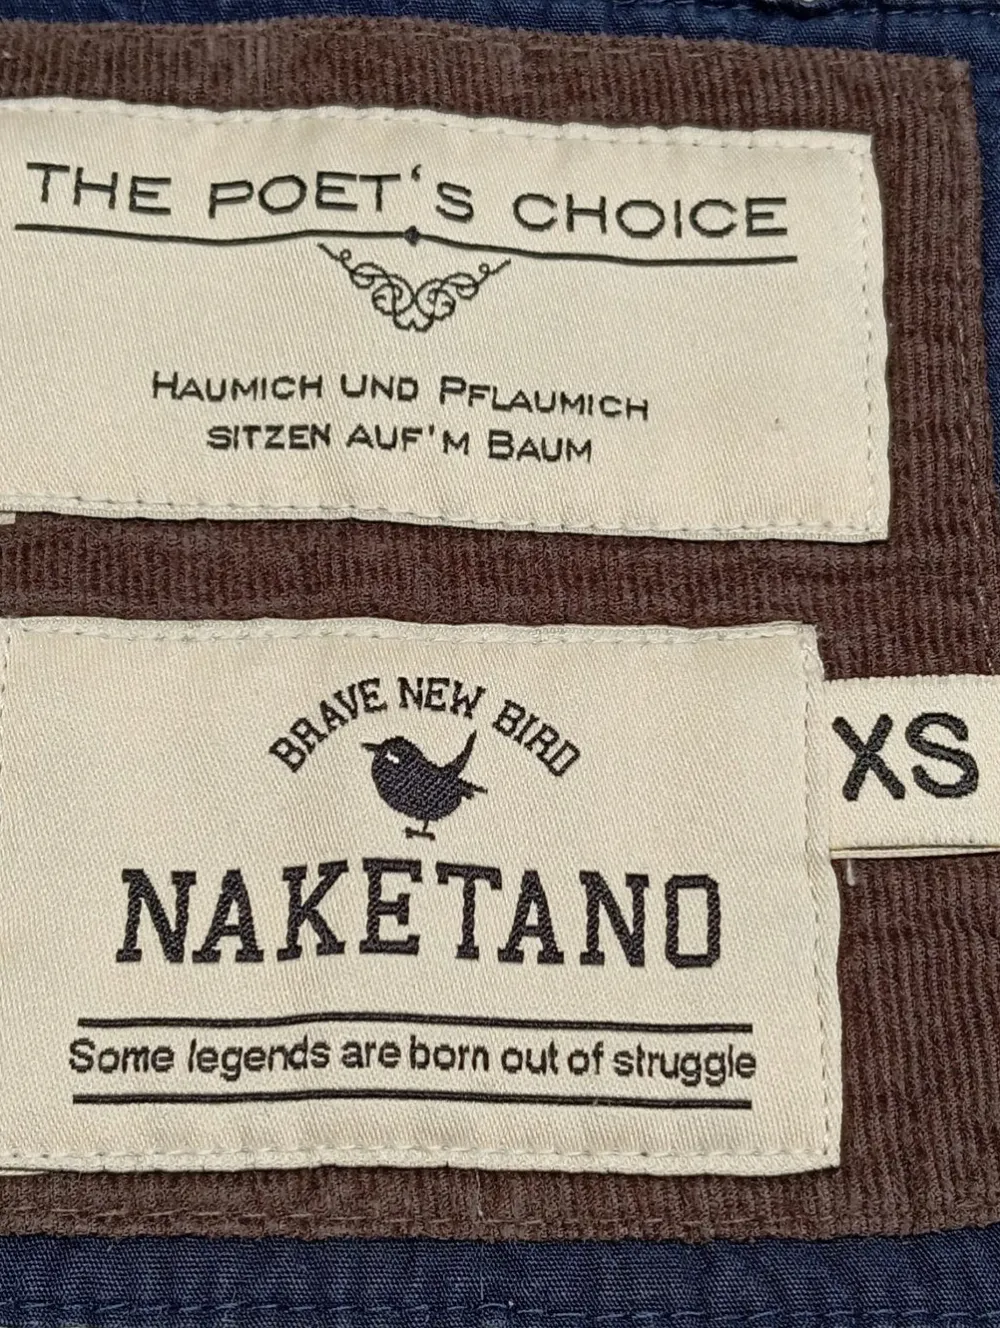 THE POET‘S CHOICE
HAUMICH UND PFLAUMICH
SITZEN AUF'M BAUM
BRAVE NEW BIRD
XS
NAKETANO
Some legends are born out of struggle